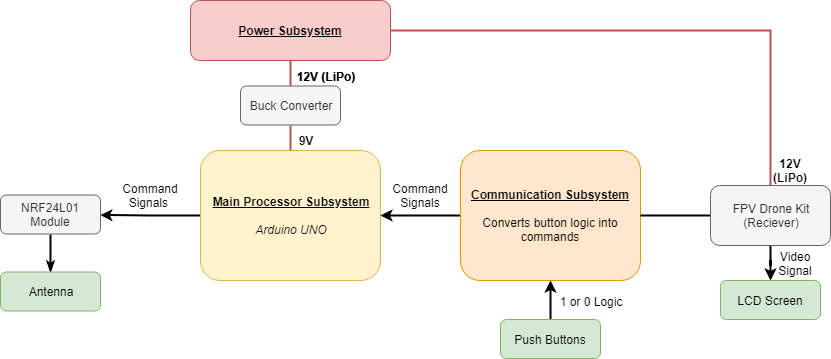 Power Subsystem
12V (LiPo)
Buck Converter
9V
12V
(LiPo)
NRF24L01
Module
Command
Signals
Main Processor Subsystem
Arduino UNO
Command
Signals
Communication Subsystem
Converts button logic into
commands
FPV Drone Kit
(Reciever)
Video
Signal
Antenna
1 or 0 Logic
LCD Screen
Push Buttons